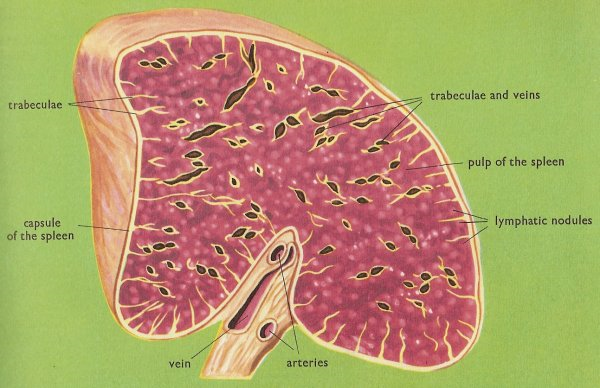 trabeculae
trabeculae and veins
pulp of the spleen
capsule
of the spleen
lymphatic nodules
vein
arteries